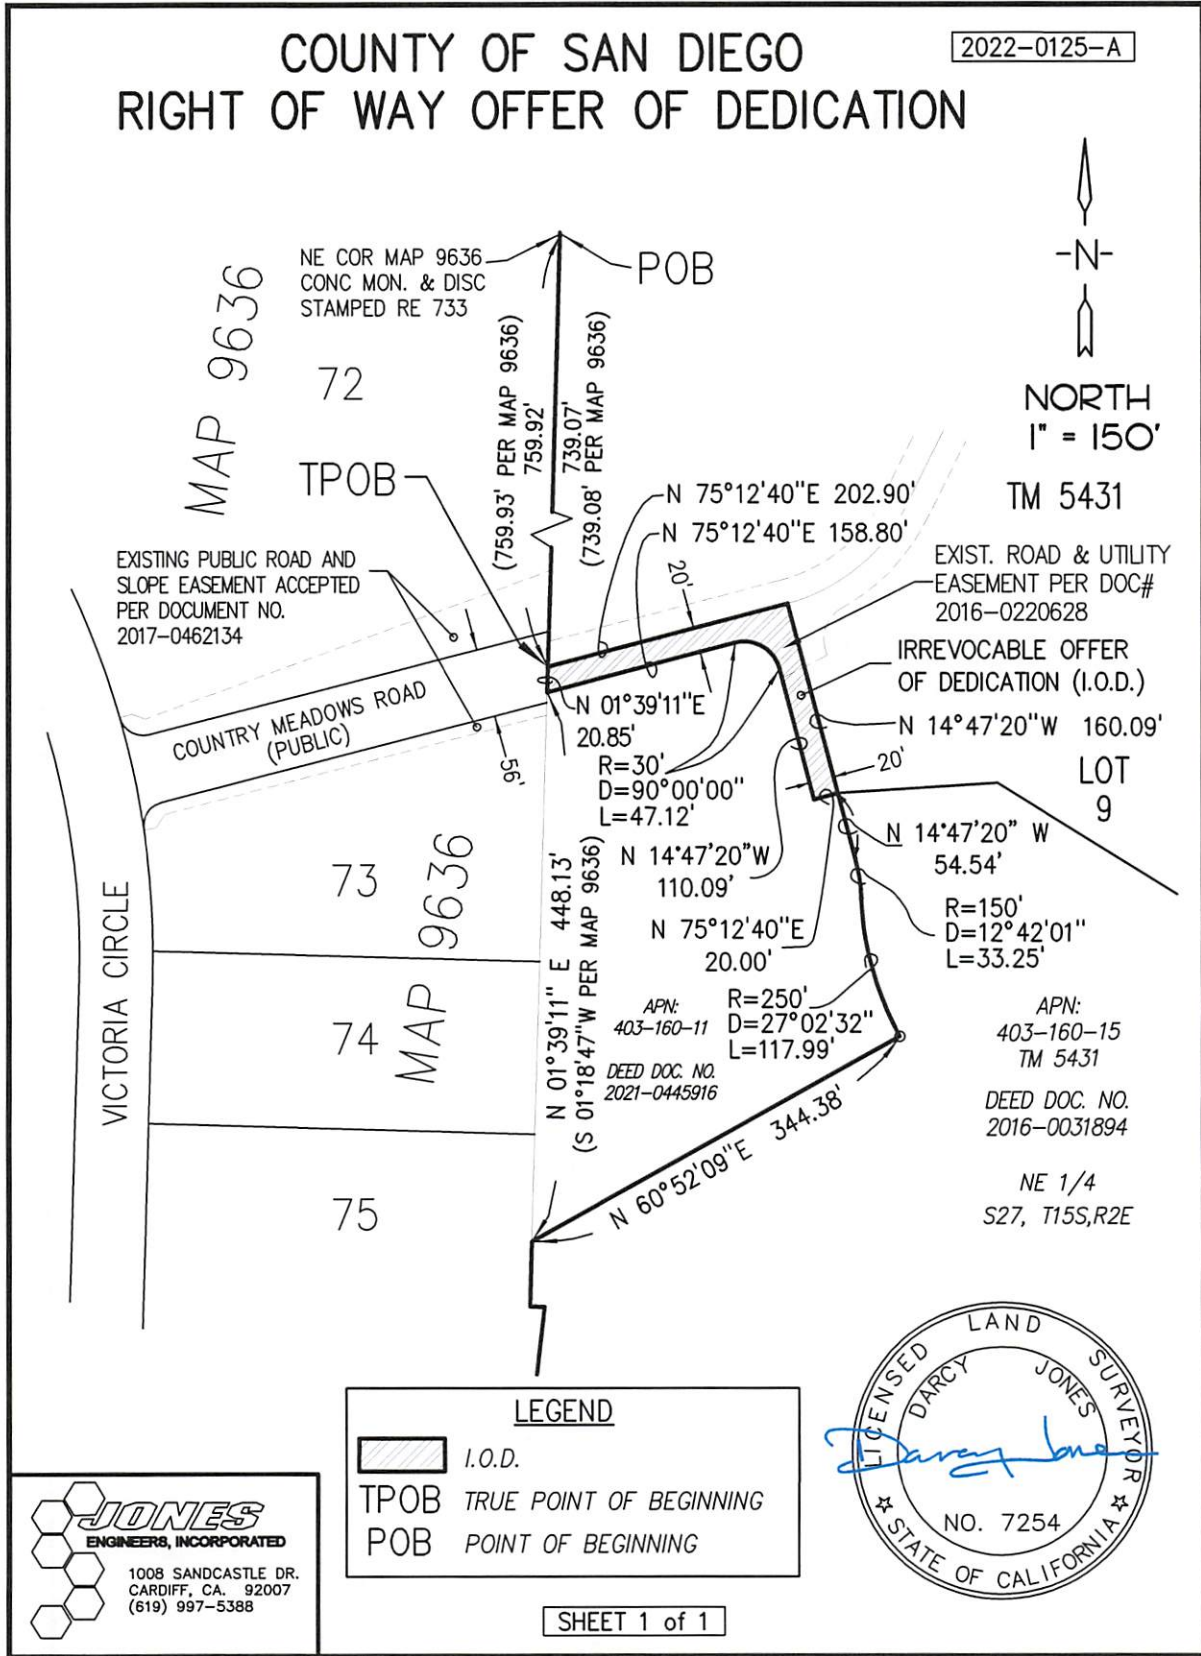 COUNTY OF SAN DIEGO
RIGHT OF WAY OFFER OF DEDICATION
2022-0125-A
-N-
NORTH
1" = 150'
TM 5431
NE COR MAP 9636
CONC MON. & DISC
STAMPED RE 733
POB
MAP 9636
72
(759.93' PER MAP 9636)
759.92'
739.07'
(739.08' PER MAP 9636)
TPOB
N 75°12'40"E 202.90'
N 75°12'40"E 158.80'
EXISTING PUBLIC ROAD AND
SLOPE EASEMENT ACCEPTED
PER DOCUMENT NO.
2017-0462134
20'
EXIST. ROAD & UTILITY
EASEMENT PER DOC#
2016-0220628
IRREVOCABLE OFFER
OF DEDICATION (I.O.D.)
COUNTRY MEADOWS ROAD
(PUBLIC)
56'
N 01°39'11"E
20.85'
R=30'
D=90°00'00"
L=47.12'
N 14°47'20"W 160.09'
20'
LOT
9
N 14°47'20"W
110.09'
N 14°47'20" W
54.54'
N 75°12'40"E
20.00'
R=150'
D=12°42'01"
L=33.25'
73
MAP 9636
VICTORIA CIRCLE
74
N 01°39'11" E 448.13'
(S 01°18'47"W PER MAP 9636)
APN:
403-160-11
DEED DOC. NO.
2021-0445916
R=250'
D=27°02'32"
L=117.99'
APN:
403-160-15
TM 5431
DEED DOC. NO.
2016-0031894
NE 1/4
S27, T15S,R2E
N 60°52'09"E 344.38'
75
LEGEND
I.O.D.
TPOB TRUE POINT OF BEGINNING
POB POINT OF BEGINNING
LICENSED LAND SURVEYOR
DARCY JONES
Darcy Jones
NO. 7254
STATE OF CALIFORNIA
JONES
ENGINEERS, INCORPORATED
1008 SANDCASTLE DR.
CARDIFF, CA. 92007
(619) 997-5388
SHEET 1 of 1